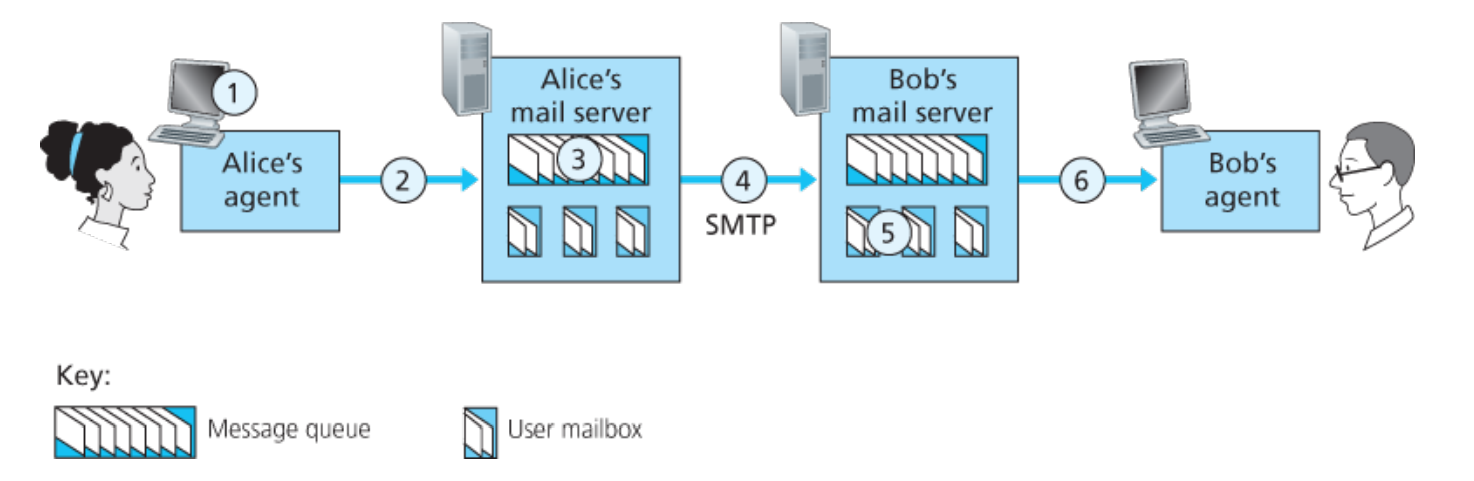 1
Alice's
agent
2
Alice's
mail server
3
4
SMTP
Bob's
mail server
5
6
Bob's
agent
Key:
Message queue
User mailbox